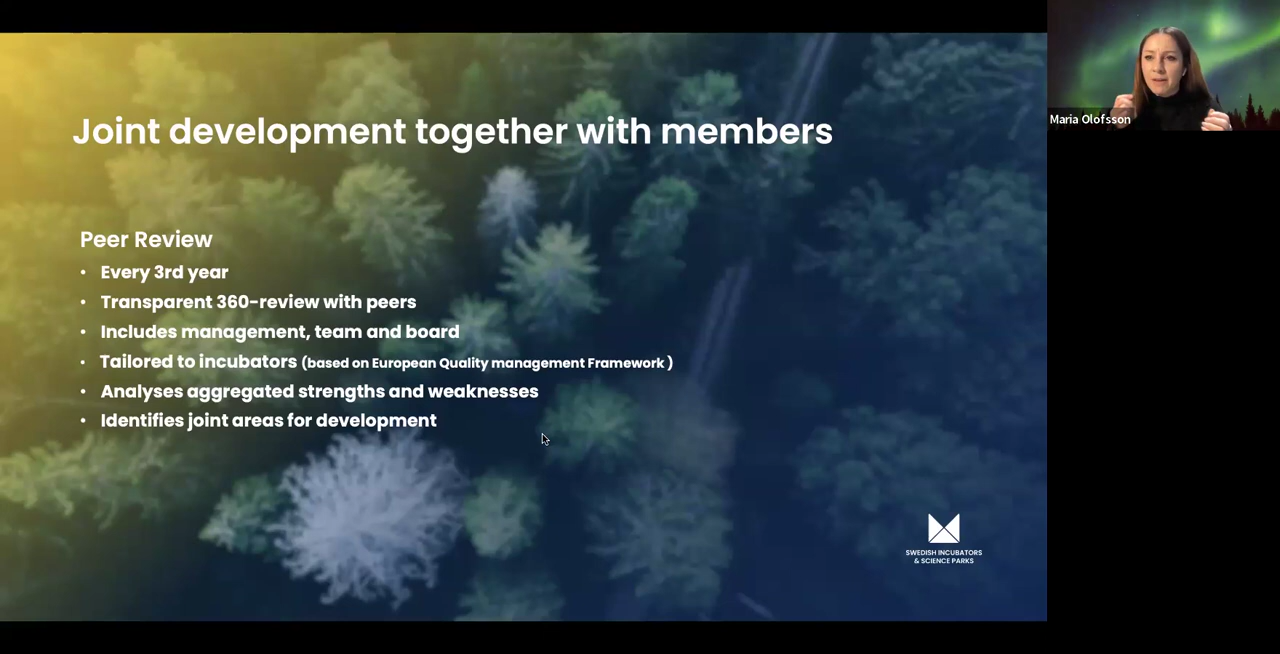 Joint development together with members
Peer Review
• Every 3rd year
• Transparent 360-review with peers
• Includes management, team and board
• Tailored to incubators (based on European Quality management Framework )
• Analyses aggregated strengths and weaknesses
• Identifies joint areas for development
SWEDISH INCUBATORS
& SCIENCE PARKS
Maria Olofsson